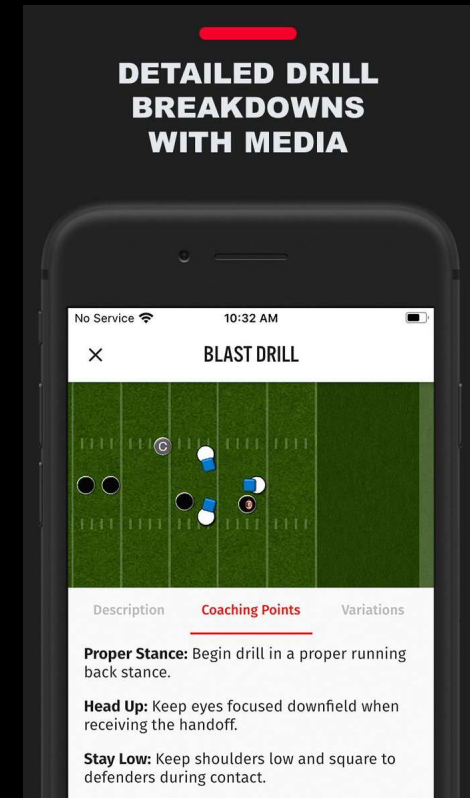 DETAILED DRILL
BREAKDOWNS
WITH MEDIA
No Service 10:32 AM
BLAST DRILL
C
Description Coaching Points Variations
Proper Stance: Begin drill in a proper running
back stance.
Head Up: Keep eyes focused downfield when
receiving the handoff.
Stay Low: Keep shoulders low and square to
defenders during contact.